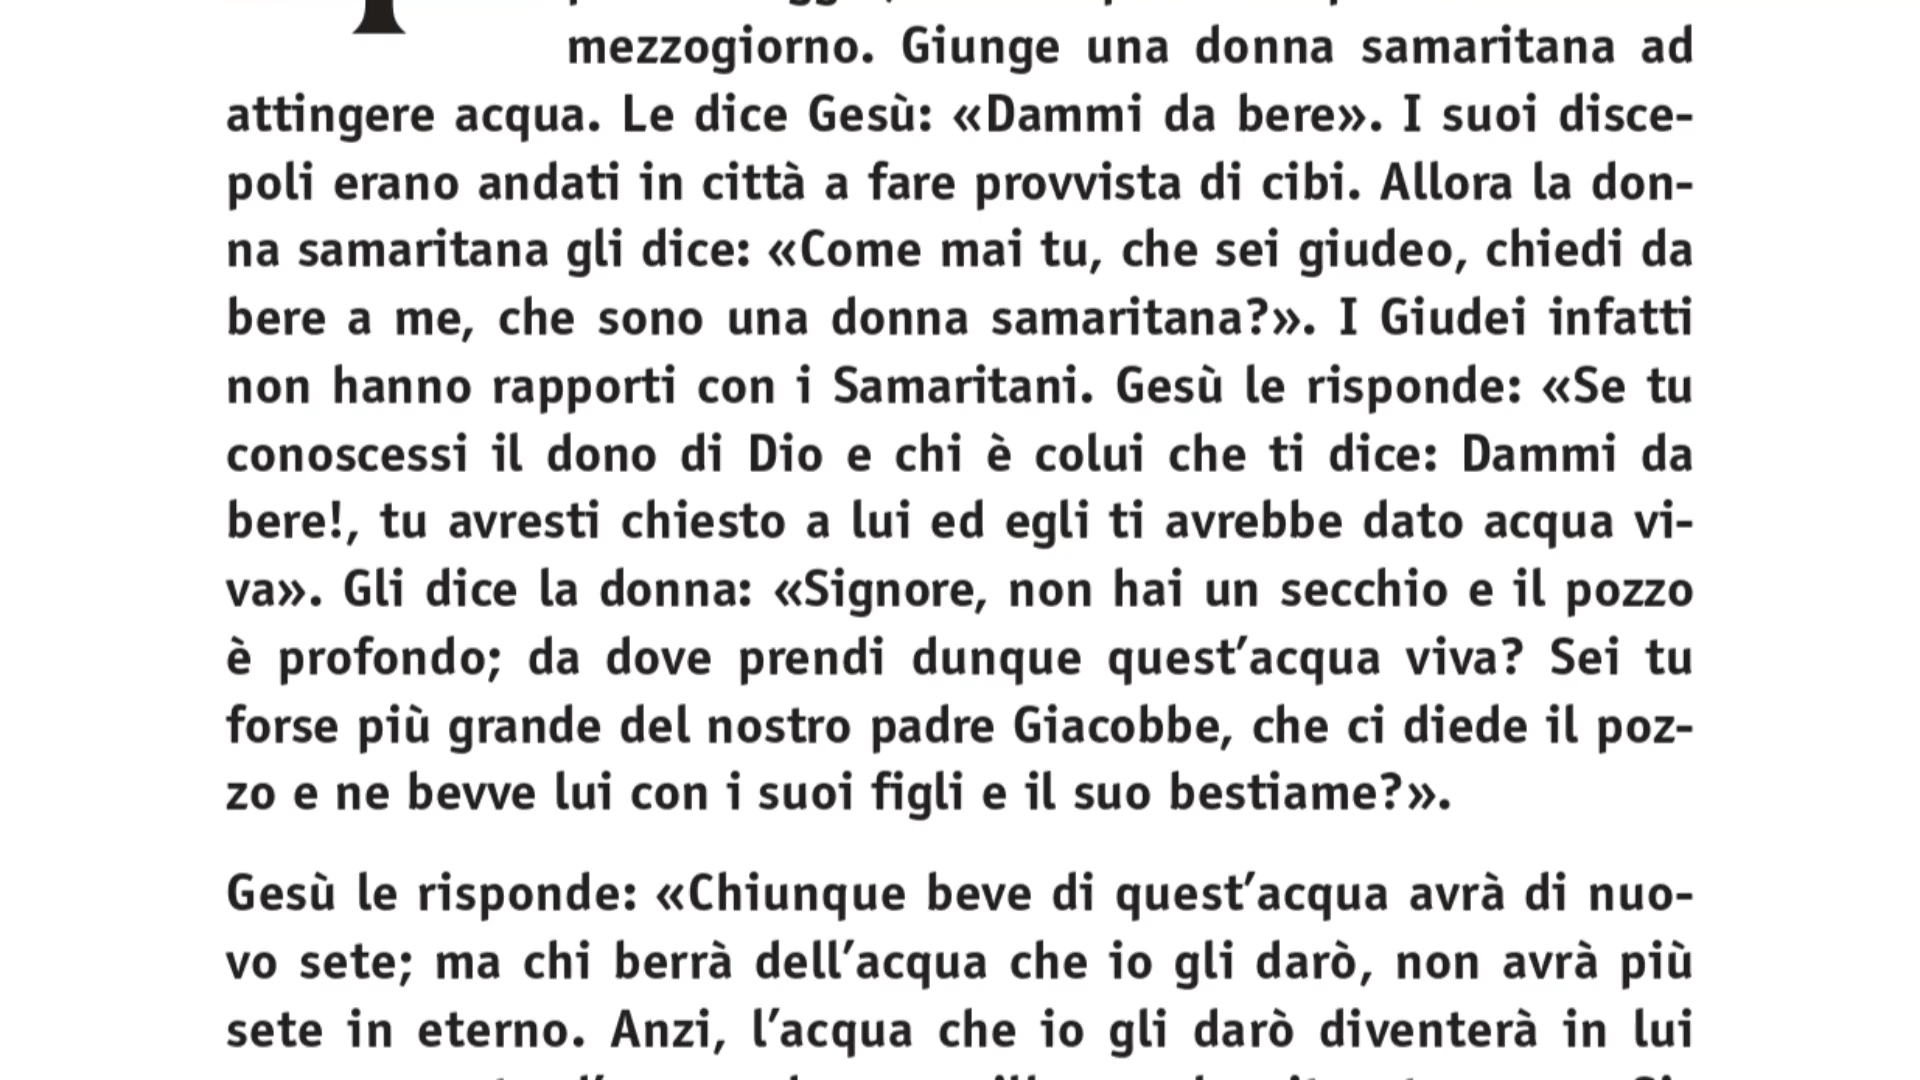 mezzogiorno. Giunge una donna samaritana ad
attingere acqua. Le dice Gesù: «Dammi da bere». I suoi disce-
poli erano andati in città a fare provvista di cibi. Allora la don-
na samaritana gli dice: «Come mai tu, che sei giudeo, chiedi da
bere a me, che sono una donna samaritana?». I Giudei infatti
non hanno rapporti con i Samaritani. Gesù le risponde: «Se tu
conoscessi il dono di Dio e chi è colui che ti dice: Dammi da
bere!, tu avresti chiesto a lui ed egli ti avrebbe dato acqua vi-
va». Gli dice la donna: «Signore, non hai un secchio e il pozzo
è profondo; da dove prendi dunque quest’acqua viva? Sei tu
forse più grande del nostro padre Giacobbe, che ci diede il poz-
zo e ne bevve lui con i suoi figli e il suo bestiame?».
Gesù le risponde: «Chiunque beve di quest’acqua avrà di nuo-
vo sete; ma chi berrà dell’acqua che io gli darò, non avrà più
sete in eterno. Anzi, l’acqua che io gli darò diventerà in lui